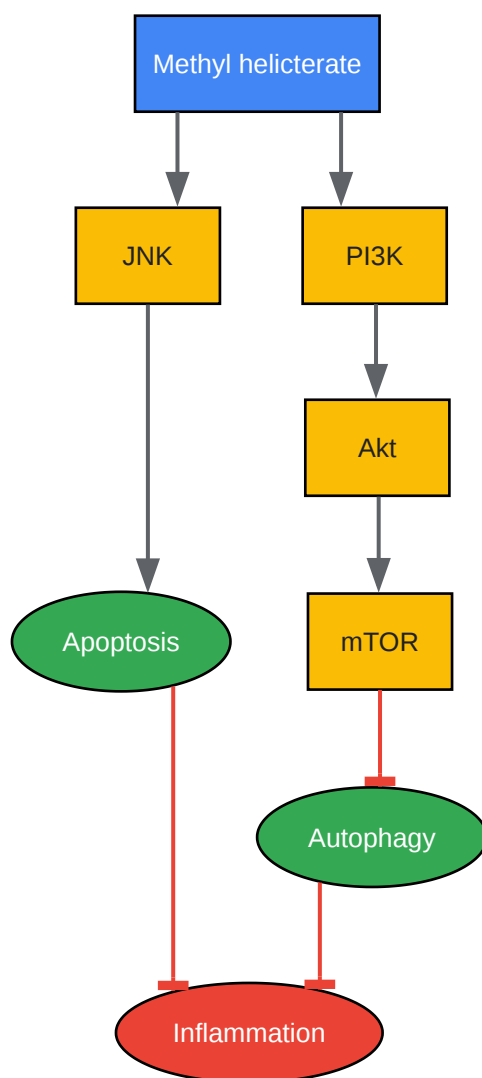 Methyl helicterate
JNK
PI3K
Akt
Apoptosis
mTOR
Autophagy
Inflammation